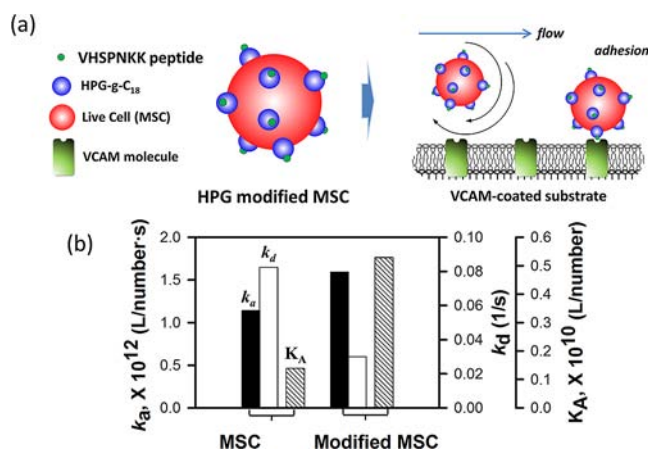 (a)
VHSPNKK peptide
HPG-g-C18
Live Cell (MSC)
VCAM molecule
HPG modified MSC
flow
adhesion
VCAM-coated substrate
(b)
ka, X 10^12 (L/number·s)
2.0
1.5
1.0
0.5
0.0
ka
kd
KA
MSC
Modified MSC
0.10
0.08
0.06
0.04
0.02
0.00
kd (1/s)
0.6
0.5
0.4
0.3
0.2
0.1
0.0
KA, X 10^10 (L/number)